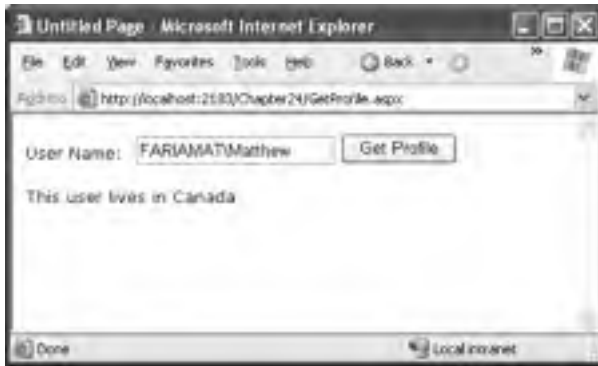 Untitled Page - Microsoft Internet Explorer
File Edit View Favorites Tools Help Back »
Address http://localhost:2180/Chapter24/GetProfile.aspx
User Name: FARIAMAT\Matthew Get Profile
This user lives in Canada
Done Local intranet